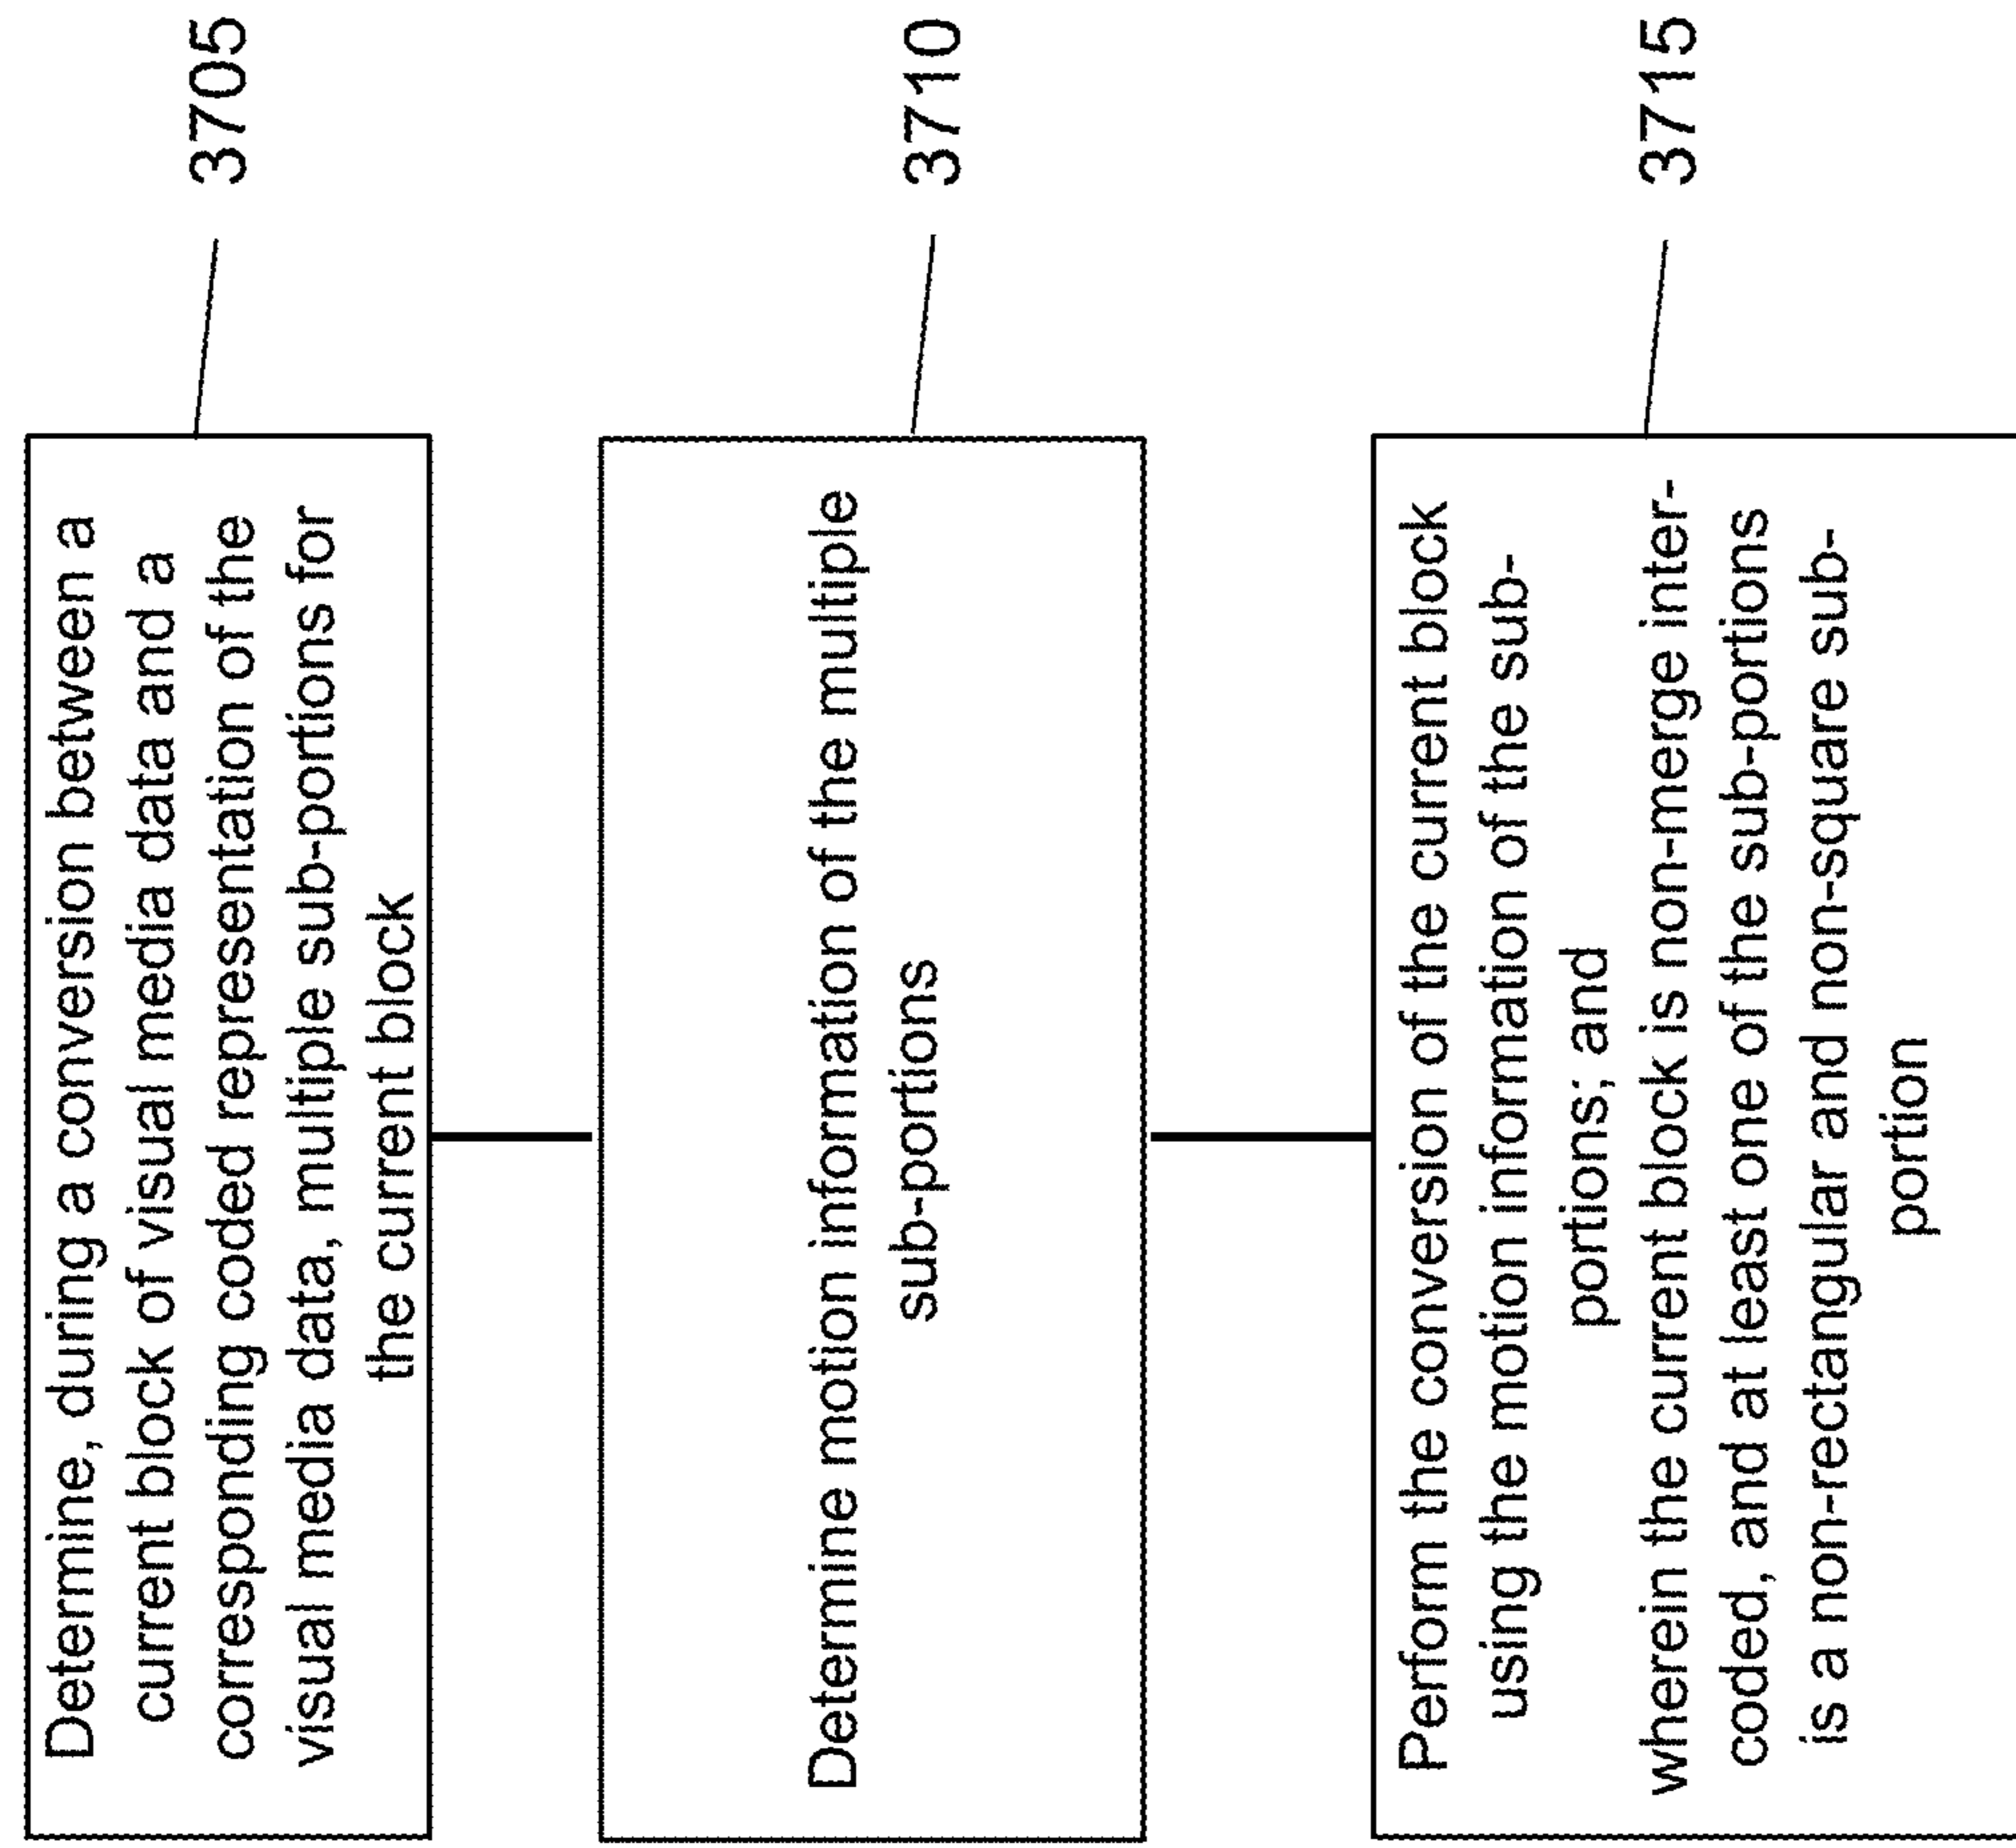 Determine, during a conversion between a
current block of visual media data and a
corresponding coded representation of the
visual media data, multiple sub-portions for
the current block
3705
Determine motion information of the multiple
sub-portions
3710
Perform the conversion of the current block
using the motion information of the sub-
portions; and
wherein the current block is non-merge inter-
coded, and at least one of the sub-portions
is a non-rectangular and non-square sub-
portion
3715